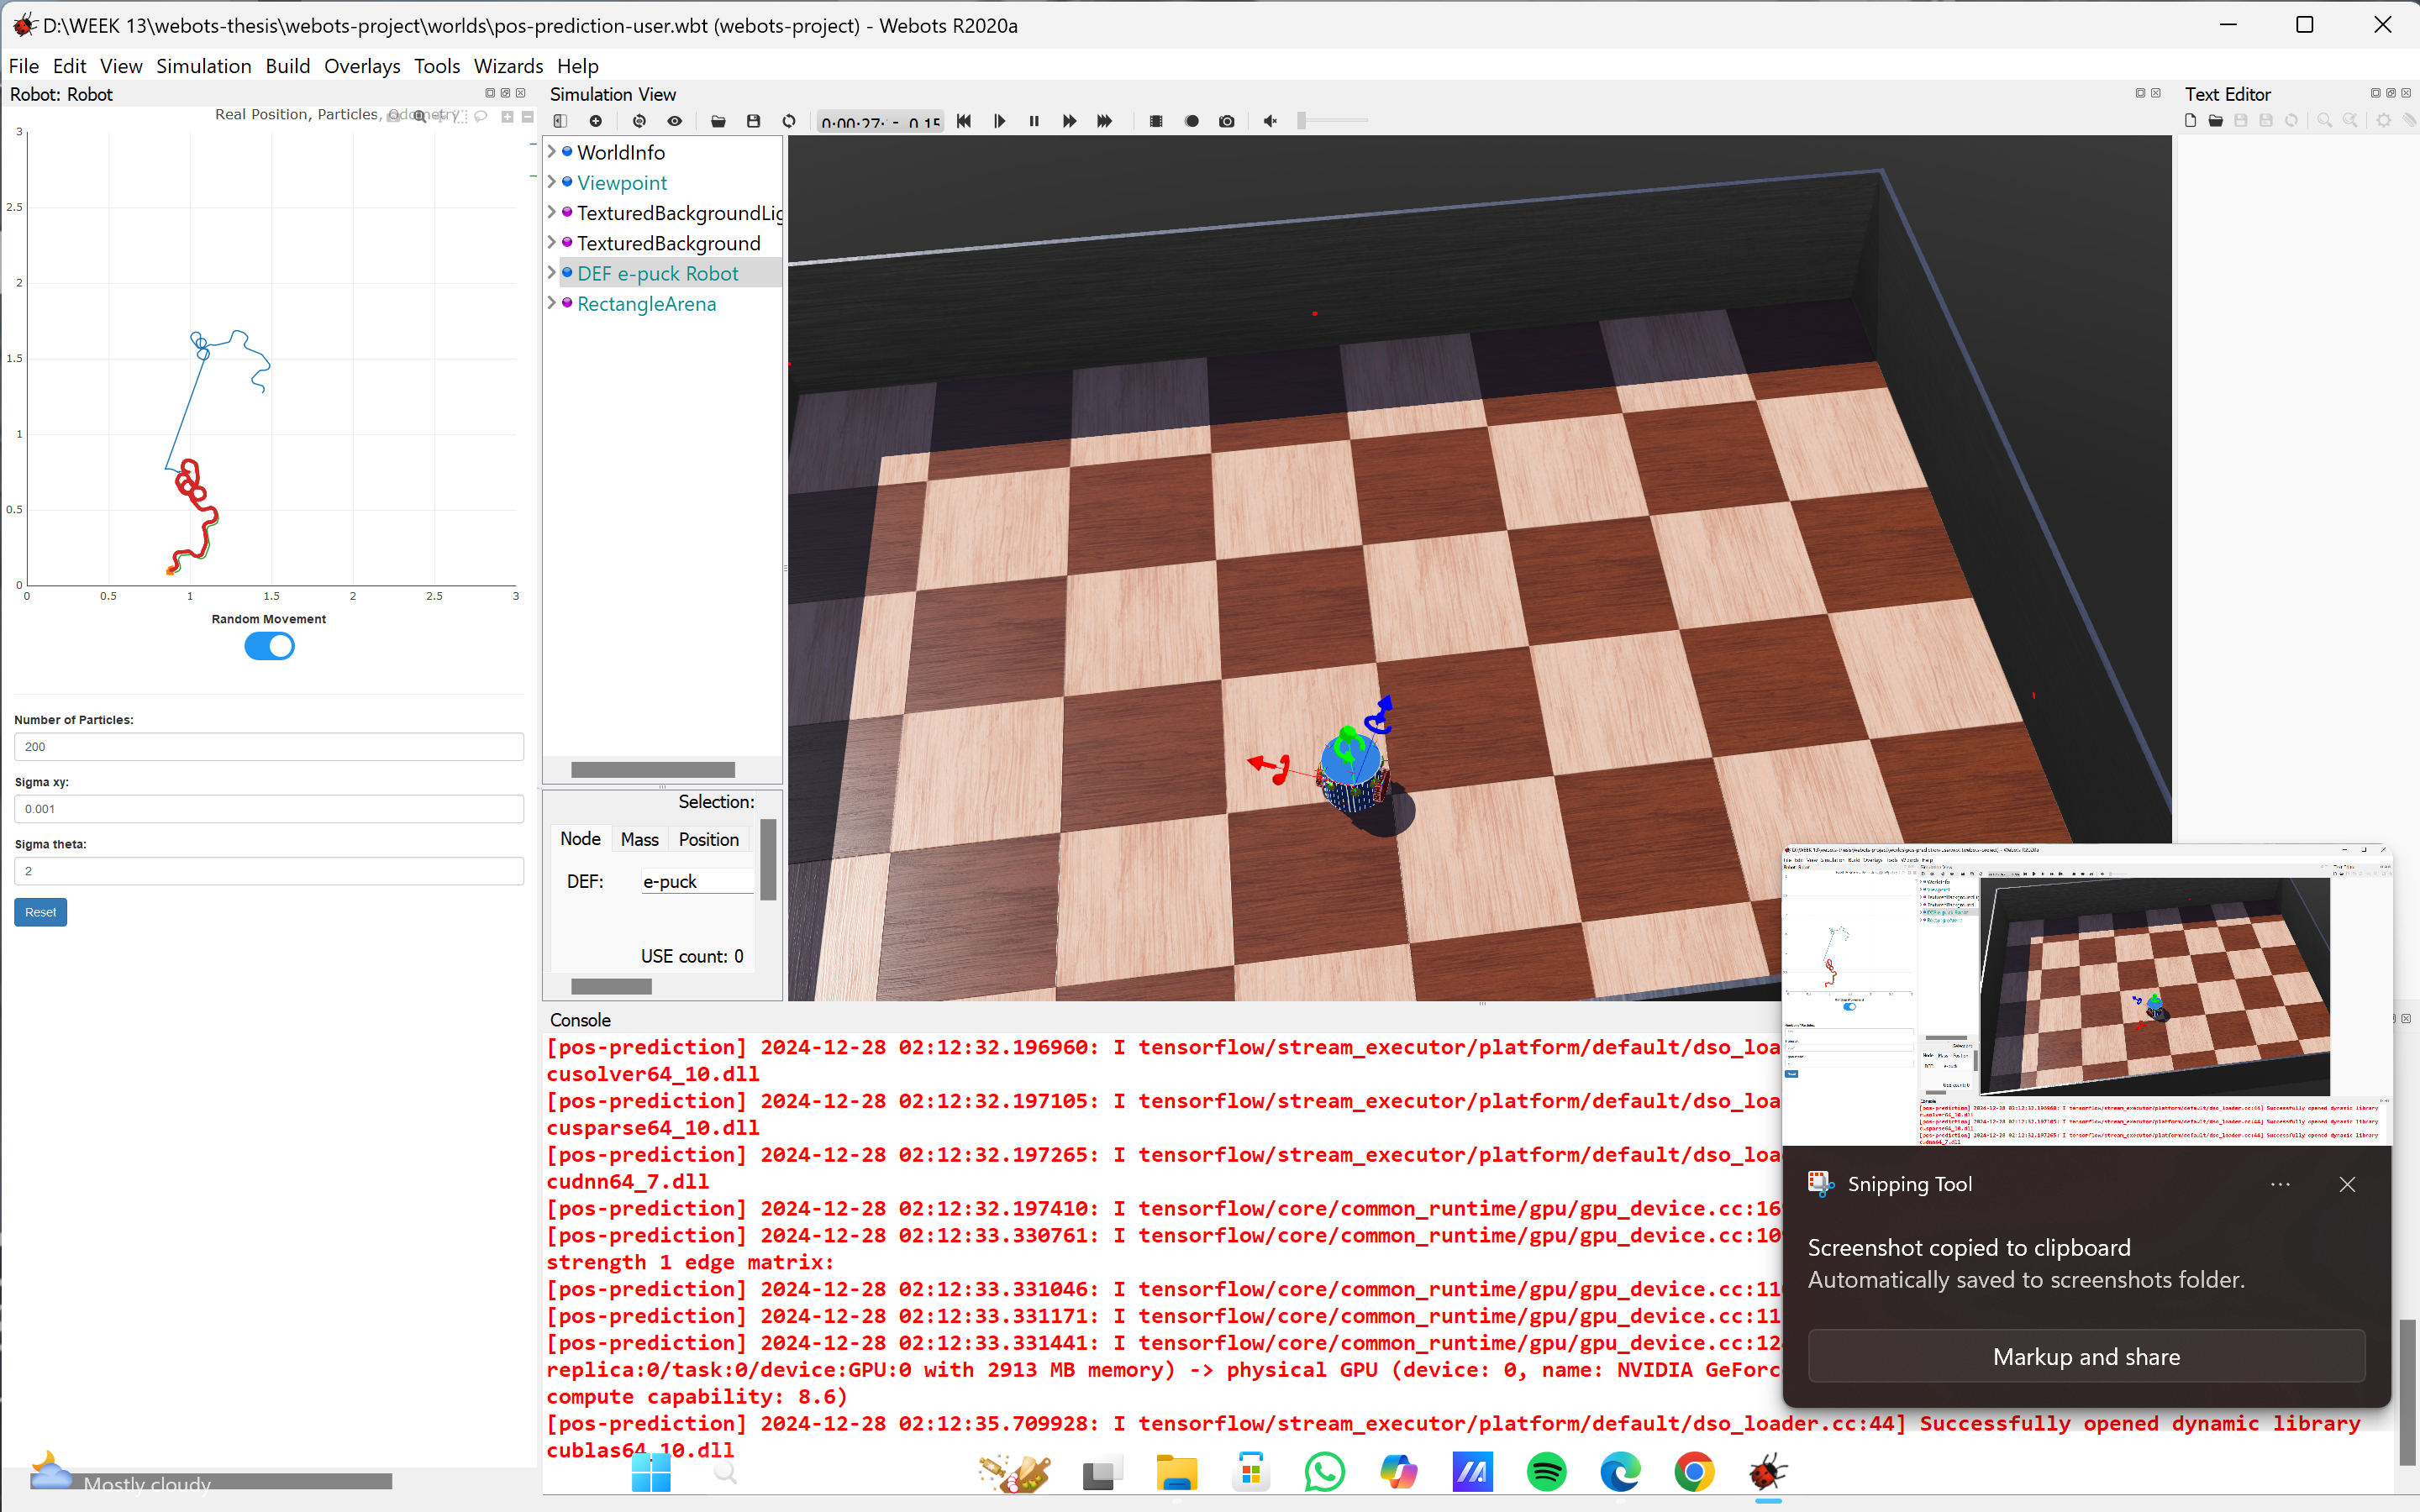 D:\WEEK 13\webots-thesis\webots-project\worlds\pos-prediction-user.wbt (webots-project) - Webots R2020a
File Edit View Simulation Build Overlays Tools Wizards Help
Robot: Robot
Real Position, Particles, Odometry
3
2.5
2
1.5
1
0.5
0
0 0.5 1 1.5 2 2.5 3
Random Movement
Number of Particles:
200
Sigma xy:
0.001
Sigma theta:
2
Reset
Simulation View
WorldInfo
Viewpoint
TexturedBackgroundLig
TexturedBackground
DEF e-puck Robot
RectangleArena
Selection:
Node Mass Position
DEF: e-puck
USE count: 0
Text Editor
Console
[pos-prediction] 2024-12-28 02:12:32.196960: I tensorflow/stream_executor/platform/default/dso_loa
cusolver64_10.dll
[pos-prediction] 2024-12-28 02:12:32.197105: I tensorflow/stream_executor/platform/default/dso_loa
cusparse64_10.dll
[pos-prediction] 2024-12-28 02:12:32.197265: I tensorflow/stream_executor/platform/default/dso_loa
cudnn64_7.dll
[pos-prediction] 2024-12-28 02:12:32.197410: I tensorflow/core/common_runtime/gpu/gpu_device.cc:16
[pos-prediction] 2024-12-28 02:12:33.330761: I tensorflow/core/common_runtime/gpu/gpu_device.cc:10
strength 1 edge matrix:
[pos-prediction] 2024-12-28 02:12:33.331046: I tensorflow/core/common_runtime/gpu/gpu_device.cc:11
[pos-prediction] 2024-12-28 02:12:33.331171: I tensorflow/core/common_runtime/gpu/gpu_device.cc:11
[pos-prediction] 2024-12-28 02:12:33.331441: I tensorflow/core/common_runtime/gpu/gpu_device.cc:12
replica:0/task:0/device:GPU:0 with 2913 MB memory) -> physical GPU (device: 0, name: NVIDIA GeForc
compute capability: 8.6)
[pos-prediction] 2024-12-28 02:12:35.709928: I tensorflow/stream_executor/platform/default/dso_loader.cc:44] Successfully opened dynamic library
cublas64_10.dll
Snipping Tool
Screenshot copied to clipboard
Automatically saved to screenshots folder.
Markup and share
Mostly cloudy